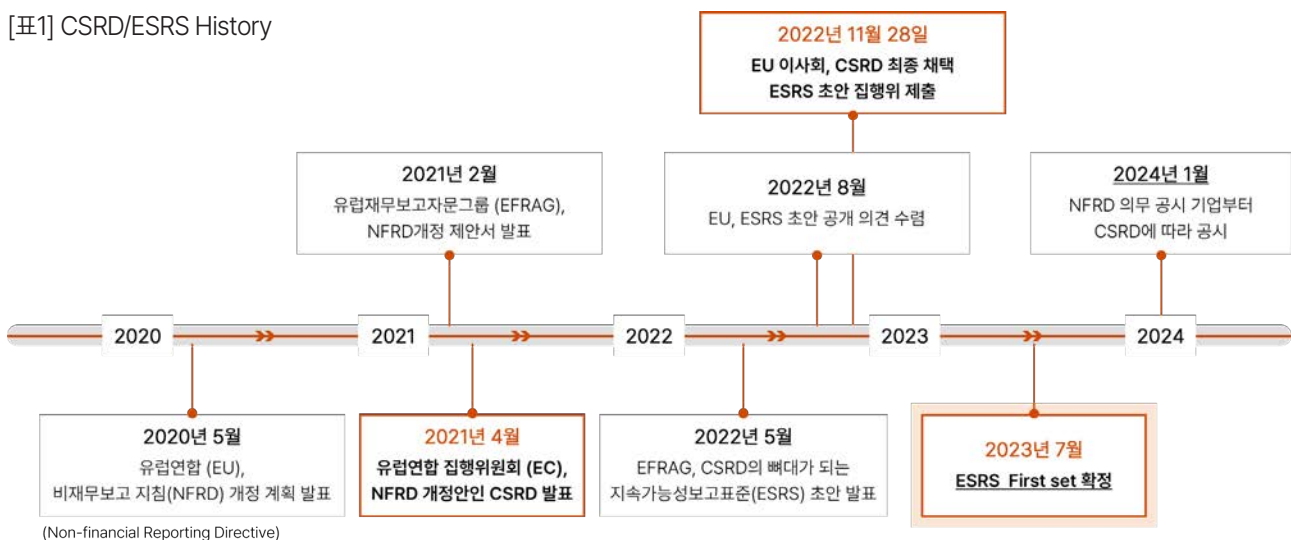 [표1] CSRD/ESRS History
2022년 11월 28일
EU 이사회, CSRD 최종 채택
ESRS 초안 집행위 제출
2021년 2월
유럽재무보고자문그룹 (EFRAG),
NFRD개정 제안서 발표
2022년 8월
EU, ESRS 초안 공개 의견 수렴
2024년 1월
NFRD 의무 공시 기업부터
CSRD에 따라 공시
2020
2021
2022
2023
2024
2020년 5월
유럽연합 (EU),
비재무보고 지침(NFRD) 개정 계획 발표
(Non-financial Reporting Directive)
2021년 4월
유럽연합 집행위원회 (EC),
NFRD 개정안인 CSRD 발표
2022년 5월
EFRAG, CSRD의 뼈대가 되는
지속가능성보고표준(ESRS) 초안 발표
2023년 7월
ESRS First set 확정